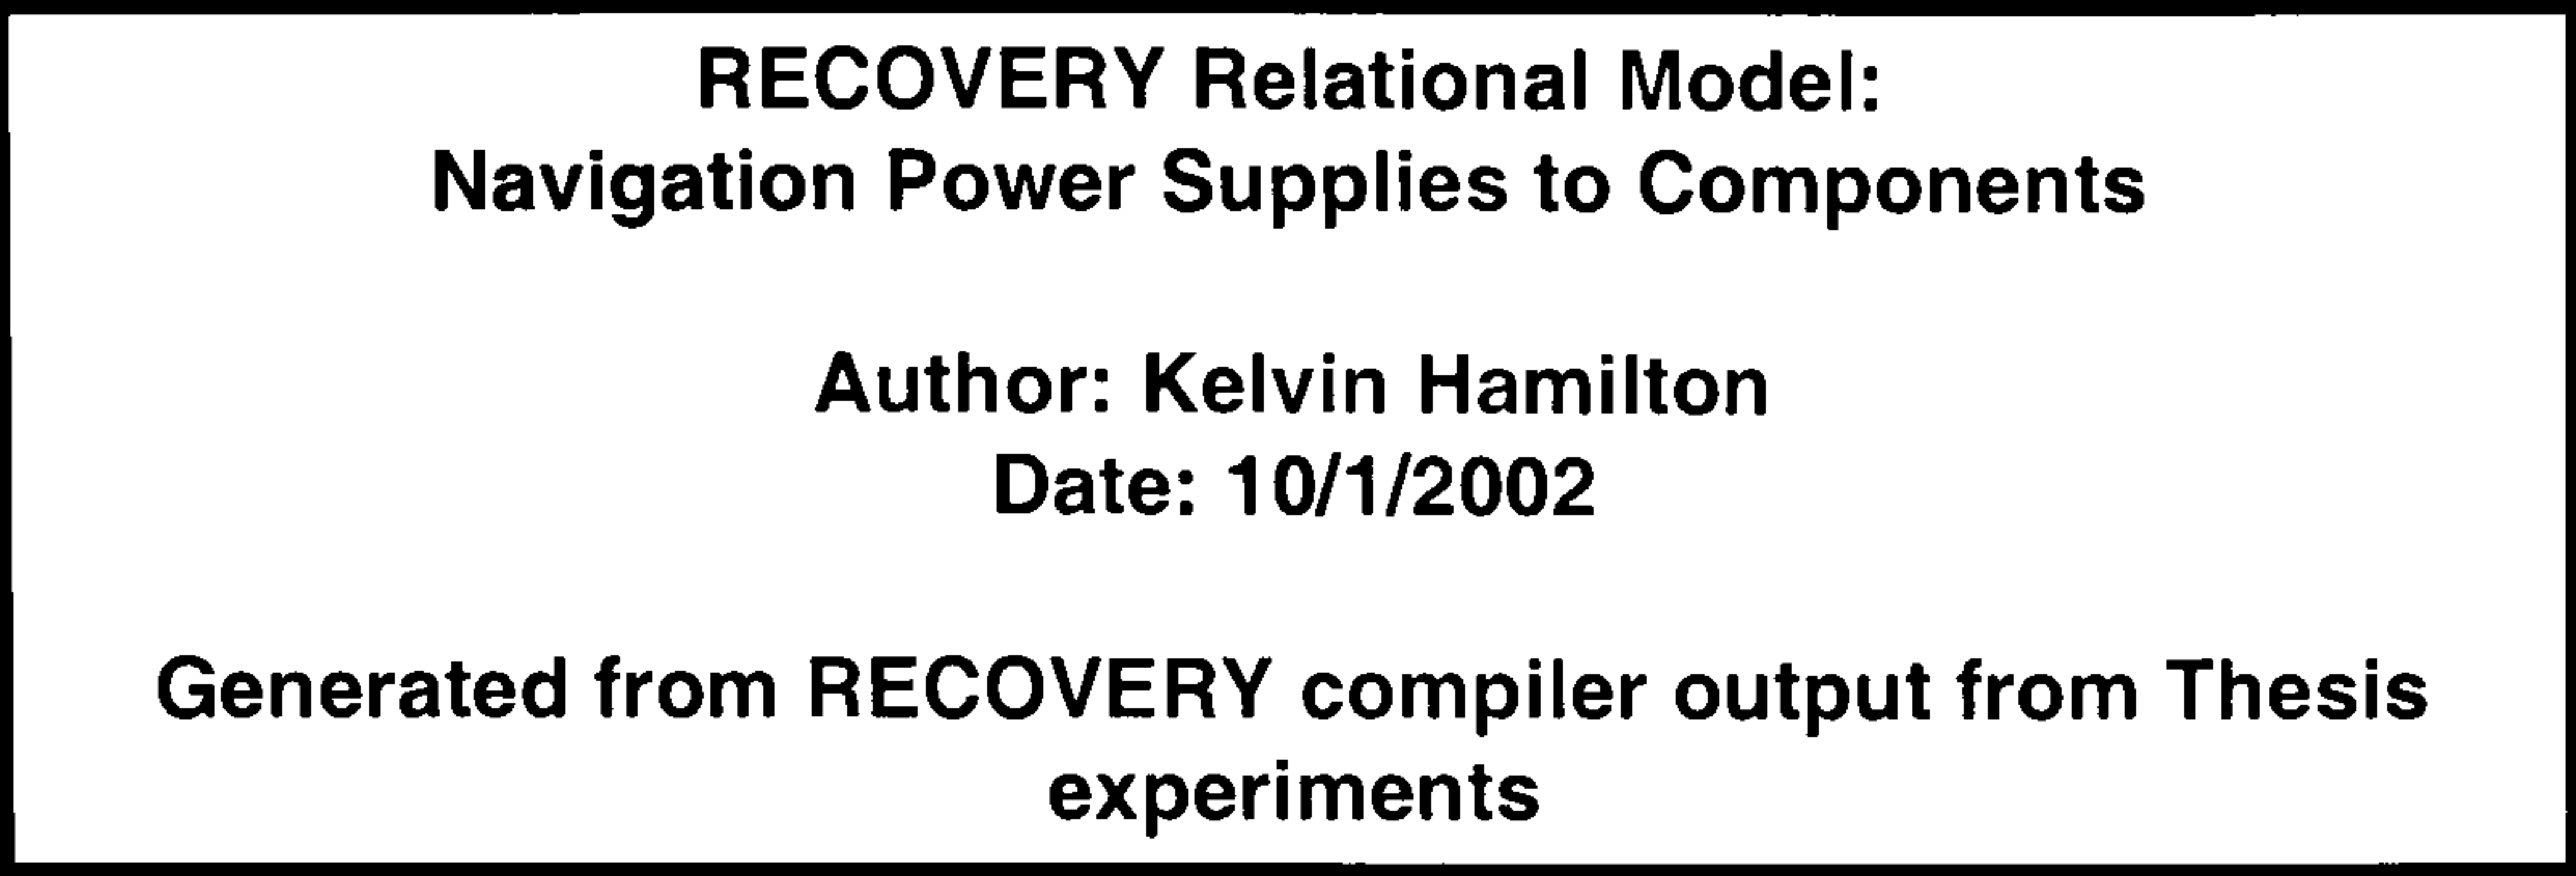 RECOVERY Relational Model:
Navigation Power Supplies to Components
Author: Kelvin Hamilton
Date: 10/1/2002
Generated from RECOVERY compiler output from Thesis
experiments